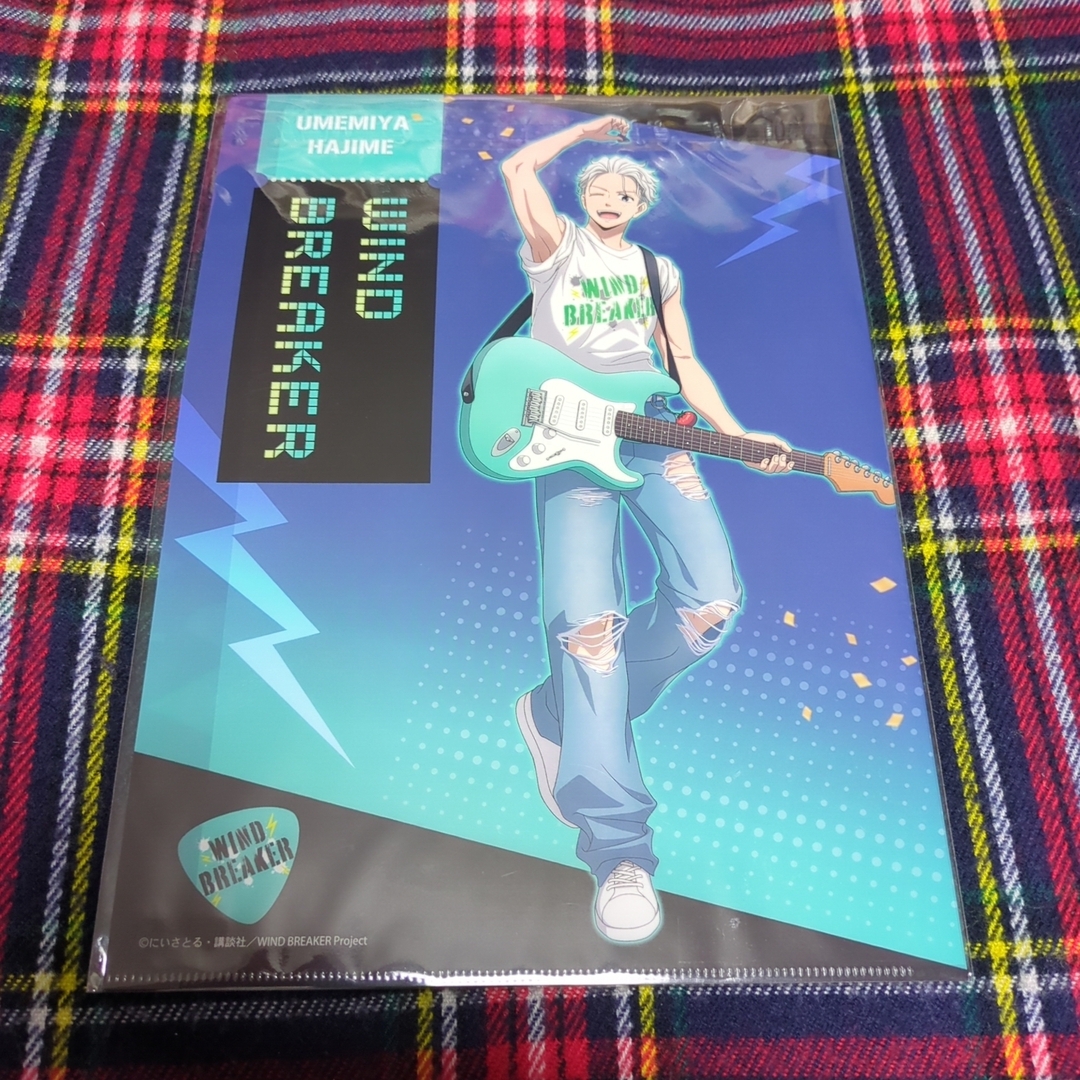 UMEMIYA
HAJIME
WIND
BREAKER
WIND
BREAKER
WIND
BREAKER
©にいさとる・講談社／WIND BREAKER Project